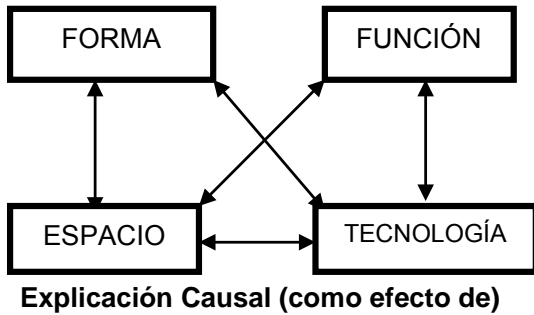 FORMA
FUNCIÓN
ESPACIO
TECNOLOGÍA
Explicación Causal (como efecto de)